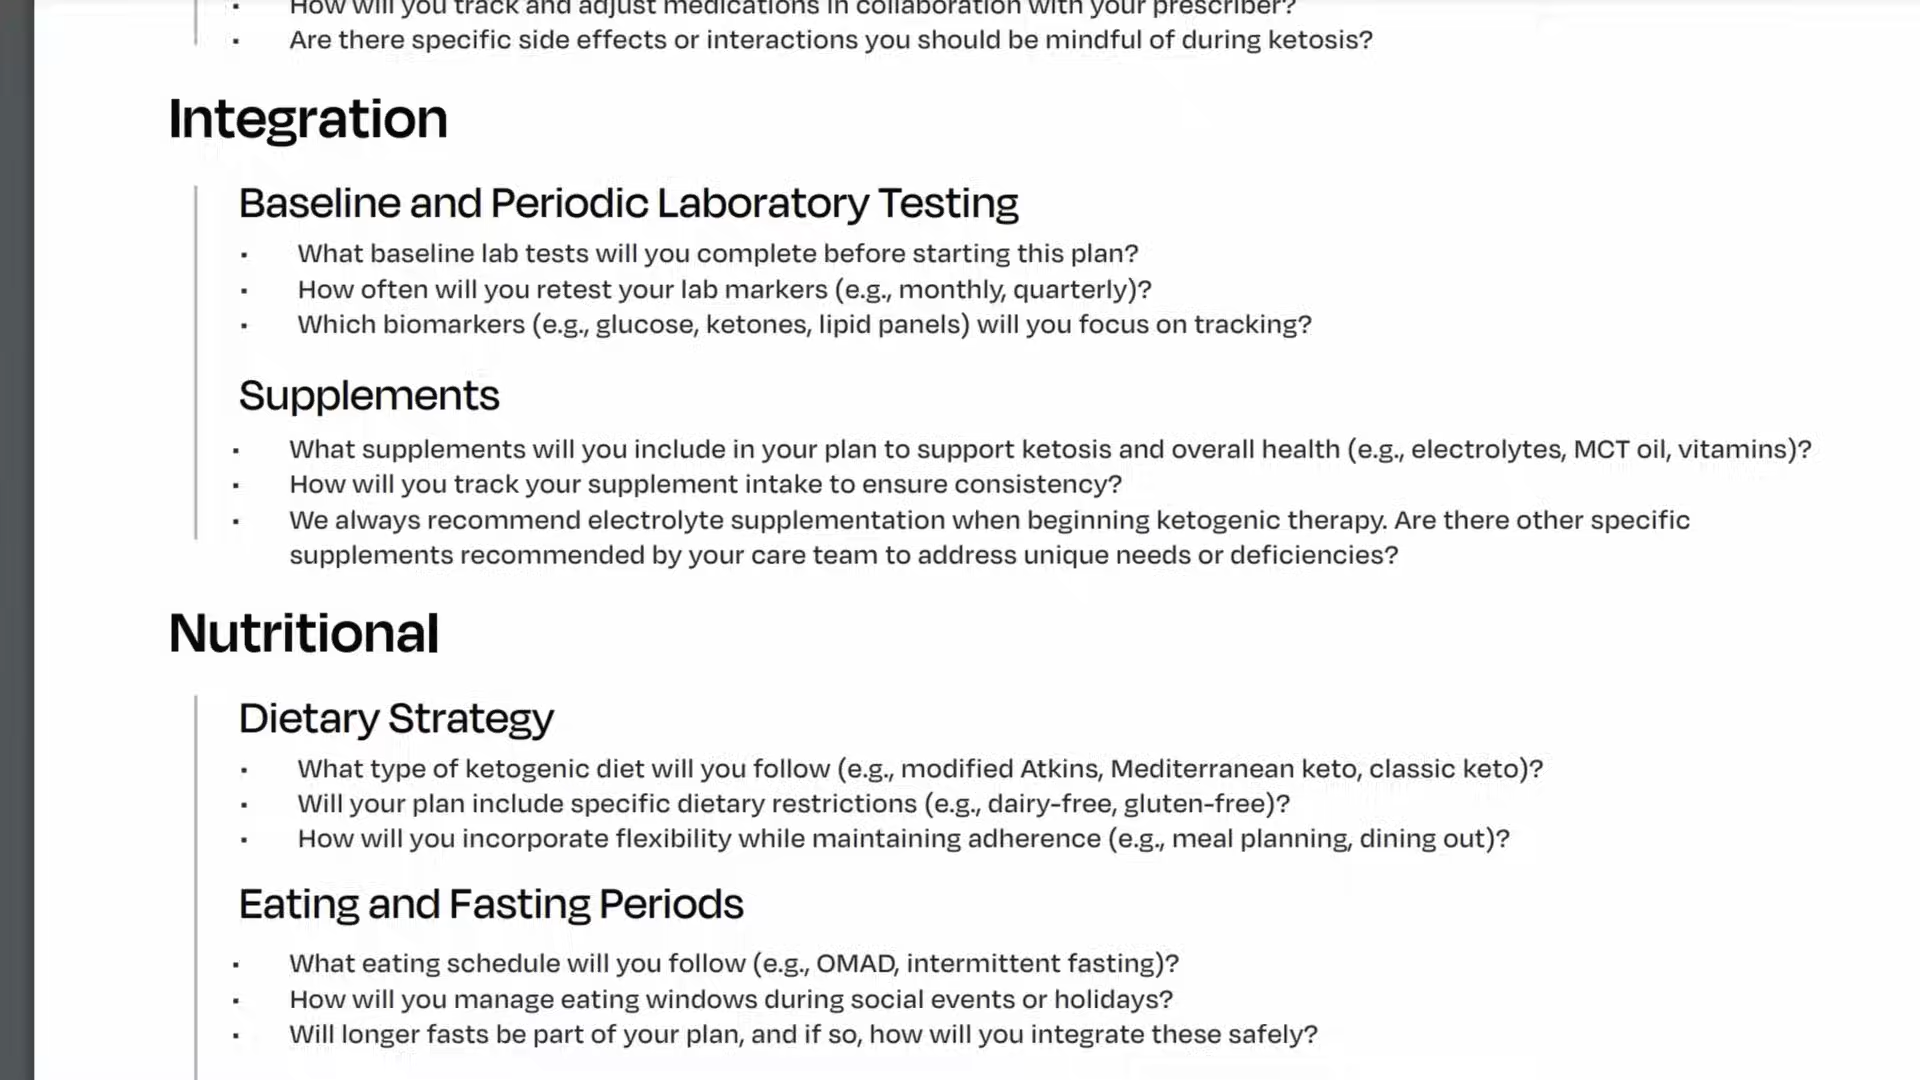 · How will you track and adjust medications in collaboration with your prescriber?
· Are there specific side effects or interactions you should be mindful of during ketosis?
Integration
Baseline and Periodic Laboratory Testing
· What baseline lab tests will you complete before starting this plan?
· How often will you retest your lab markers (e.g., monthly, quarterly)?
· Which biomarkers (e.g., glucose, ketones, lipid panels) will you focus on tracking?
Supplements
· What supplements will you include in your plan to support ketosis and overall health (e.g., electrolytes, MCT oil, vitamins)?
· How will you track your supplement intake to ensure consistency?
· We always recommend electrolyte supplementation when beginning ketogenic therapy. Are there other specific
supplements recommended by your care team to address unique needs or deficiencies?
Nutritional
Dietary Strategy
· What type of ketogenic diet will you follow (e.g., modified Atkins, Mediterranean keto, classic keto)?
· Will your plan include specific dietary restrictions (e.g., dairy-free, gluten-free)?
· How will you incorporate flexibility while maintaining adherence (e.g., meal planning, dining out)?
Eating and Fasting Periods
· What eating schedule will you follow (e.g., OMAD, intermittent fasting)?
· How will you manage eating windows during social events or holidays?
· Will longer fasts be part of your plan, and if so, how will you integrate these safely?